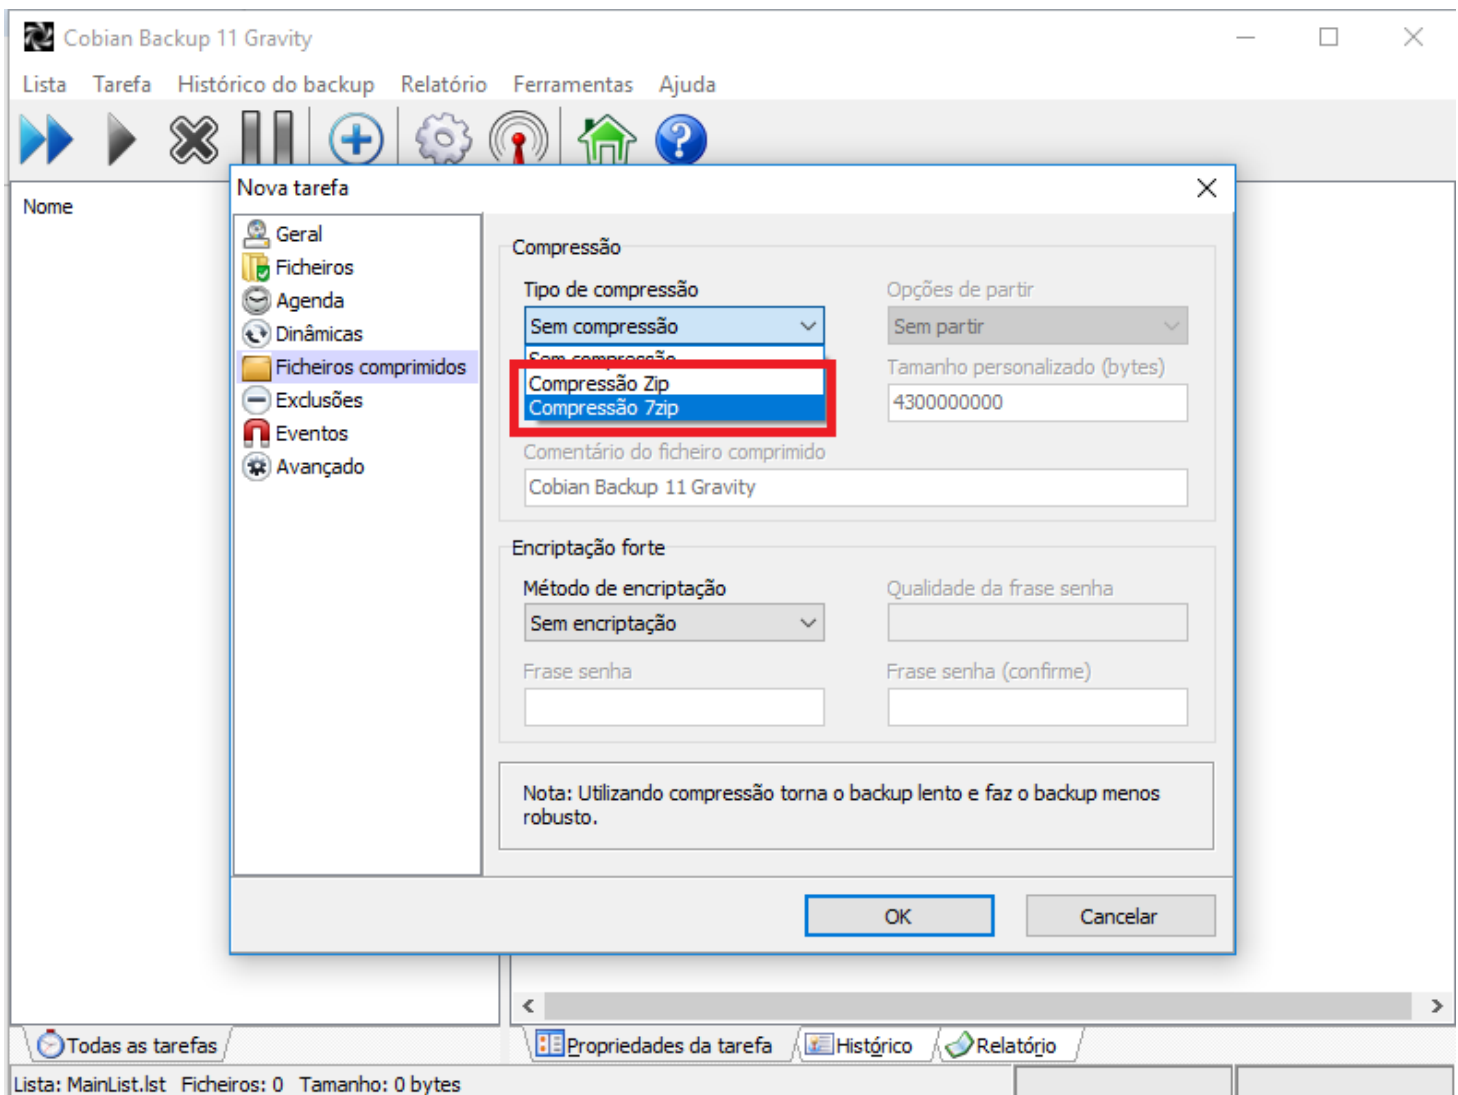 Cobian Backup 11 Gravity
Lista Tarefa Histórico do backup Relatório Ferramentas Ajuda
Nome
Nova tarefa
Geral
Ficheiros
Agenda
Dinâmicas
Ficheiros comprimidos
Exclusões
Eventos
Avançado
Compressão
Tipo de compressão
Opções de partir
Sem compressão
Sem partir
Sem compressão
Compressão Zip
Compressão 7zip
Tamanho personalizado (bytes)
4300000000
Comentário do ficheiro comprimido
Cobian Backup 11 Gravity
Encriptação forte
Método de encriptação
Qualidade da frase senha
Sem encriptação
Frase senha
Frase senha (confirme)
Nota: Utilizando compressão torna o backup lento e faz o backup menos
robusto.
OK
Cancelar
Todas as tarefas
Propriedades da tarefa
Histórico
Relatório
Lista: MainList.lst Ficheiros: 0 Tamanho: 0 bytes